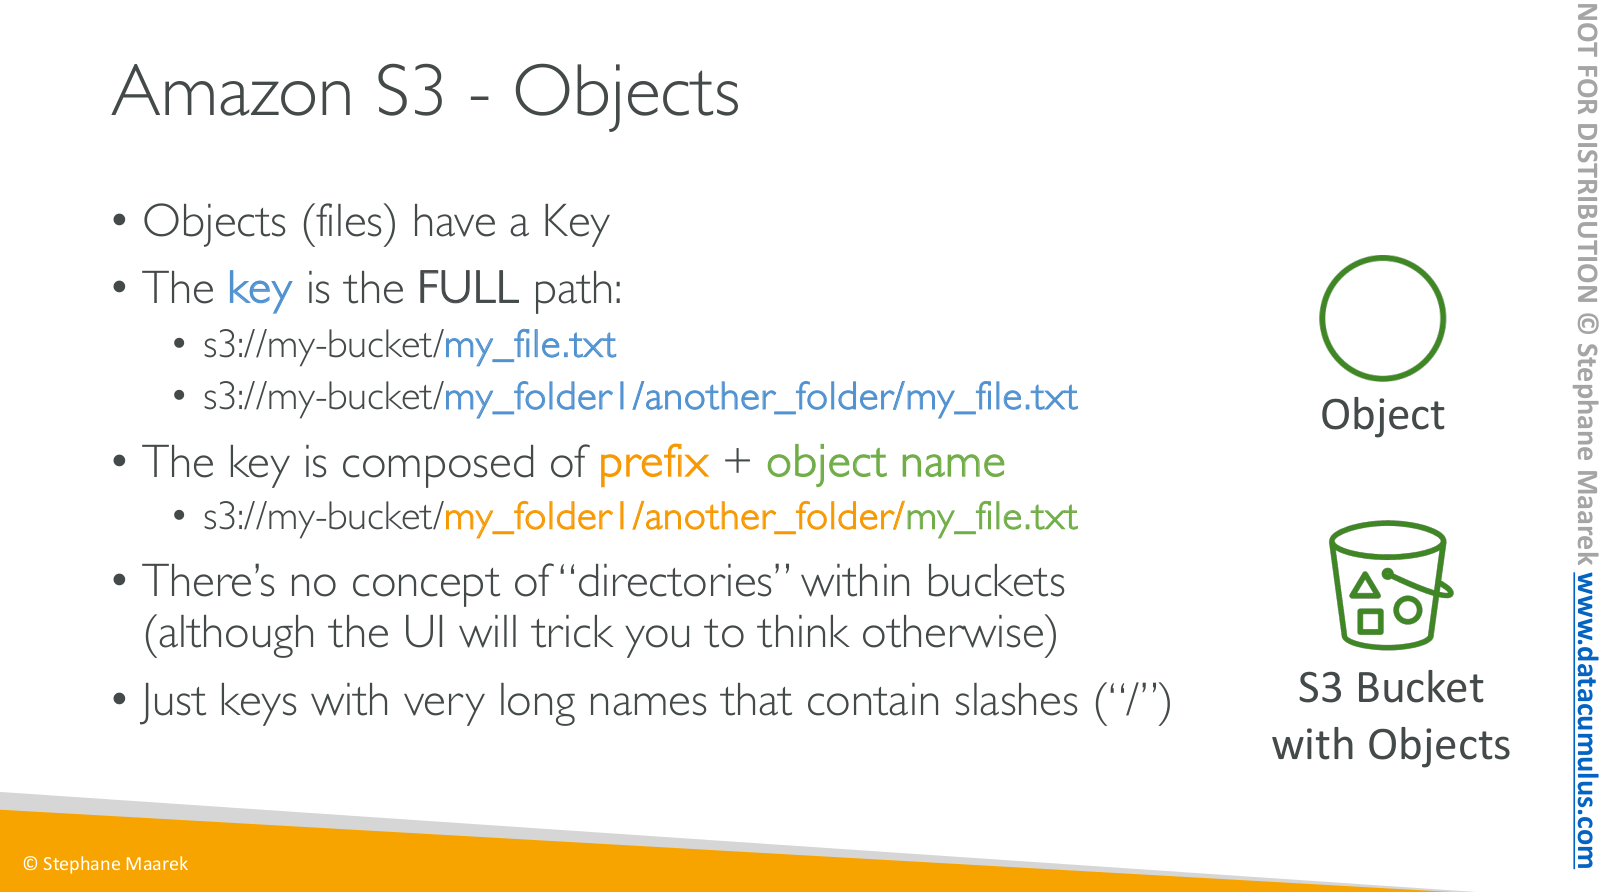 Amazon S3 - Objects
• Objects (files) have a Key
• The key is the FULL path:
• s3://my-bucket/my_file.txt
• s3://my-bucket/my_folder1/another_folder/my_file.txt
• The key is composed of prefix + object name
• s3://my-bucket/my_folder1/another_folder/my_file.txt
• There’s no concept of “directories” within buckets
(although the UI will trick you to think otherwise)
• Just keys with very long names that contain slashes (“/”)
Object
S3 Bucket
with Objects
© Stephane Maarek
NOT FOR DISTRIBUTION © Stephane Maarek www.datacumulus.com